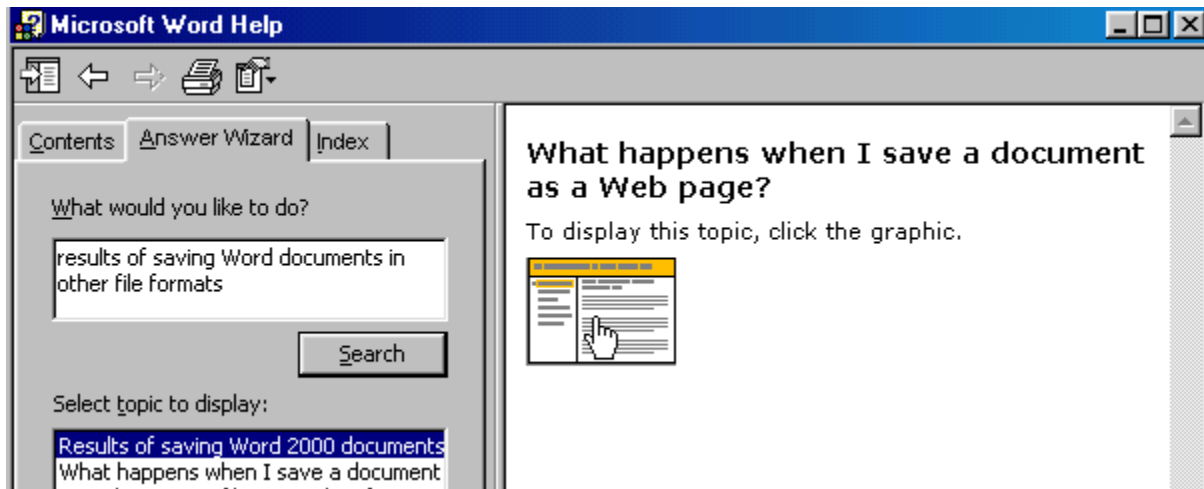 Microsoft Word Help
Contents
Answer Wizard
Index
What would you like to do?
results of saving Word documents in
other file formats
Search
Select topic to display:
Results of saving Word 2000 documents
What happens when I save a document
What happens when I save a document
as a Web page?
To display this topic, click the graphic.